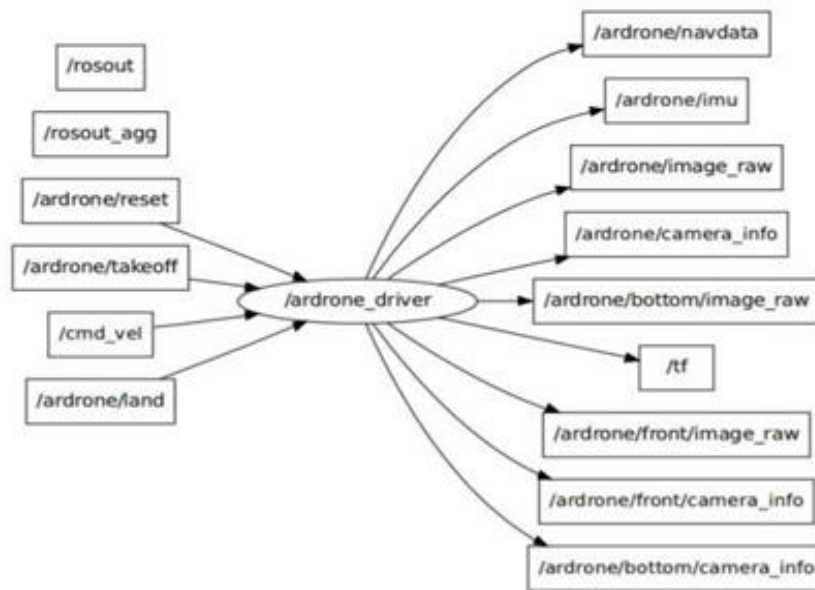 /rosout
/rosout_agg
/ardrone/reset
/ardrone/takeoff
/cmd_vel
/ardrone/land
/ardrone_driver
/ardrone/navdata
/ardrone/imu
/ardrone/image_raw
/ardrone/camera_info
/ardrone/bottom/image_raw
/tf
/ardrone/front/image_raw
/ardrone/front/camera_info
/ardrone/bottom/camera_info